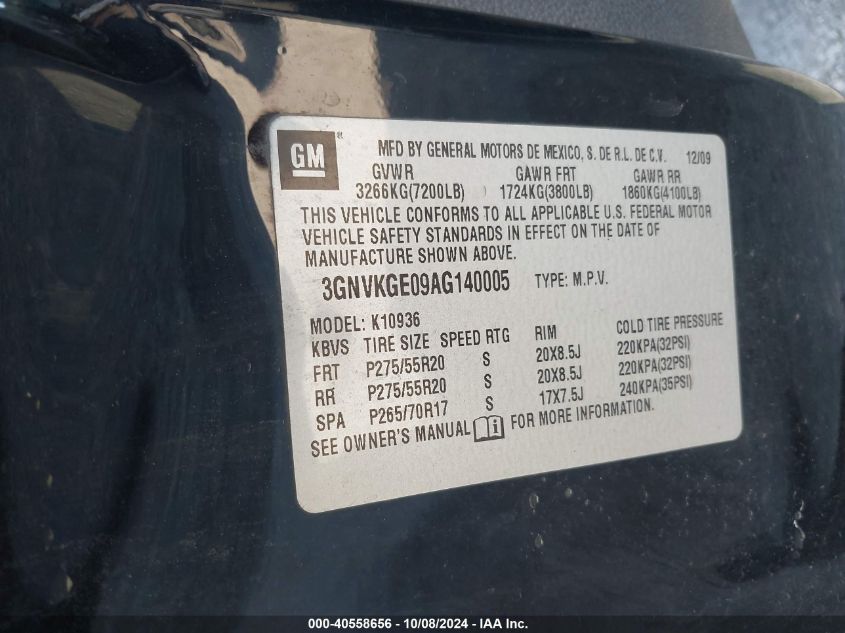 GM ® MFD BY GENERAL MOTORS DE MEXICO, S. DE R.L. DE C.V. 12/09
GVWR GAWR FRT GAWR RR
3266KG(7200LB) 1724KG(3800LB) 1860KG(4100LB)
THIS VEHICLE CONFORMS TO ALL APPLICABLE U.S. FEDERAL MOTOR
VEHICLE SAFETY STANDARDS IN EFFECT ON THE DATE OF
MANUFACTURE SHOWN ABOVE.
3GNVKGE09AG140005 TYPE: M.P.V.
MODEL: K10936
KBVS TIRE SIZE SPEED RTG RIM COLD TIRE PRESSURE
FRT P275/55R20 S 20X8.5J 220KPA(32PSI)
RR P275/55R20 S 20X8.5J 220KPA(32PSI)
SPA P265/70R17 S 17X7.5J 240KPA(35PSI)
SEE OWNER'S MANUAL i FOR MORE INFORMATION.
000-40558656 - 10/08/2024 - IAA Inc.